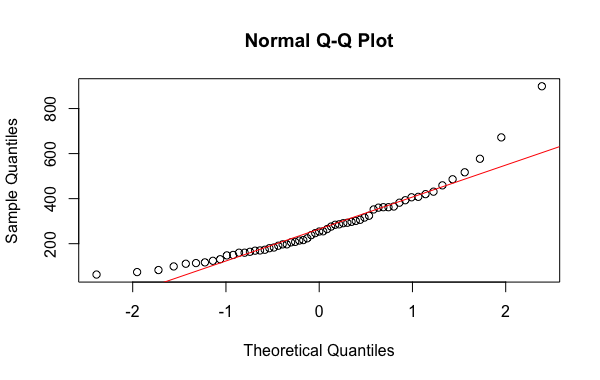 Normal Q-Q Plot
Sample Quantiles
800
600
400
200
-2 -1 0 1 2
Theoretical Quantiles